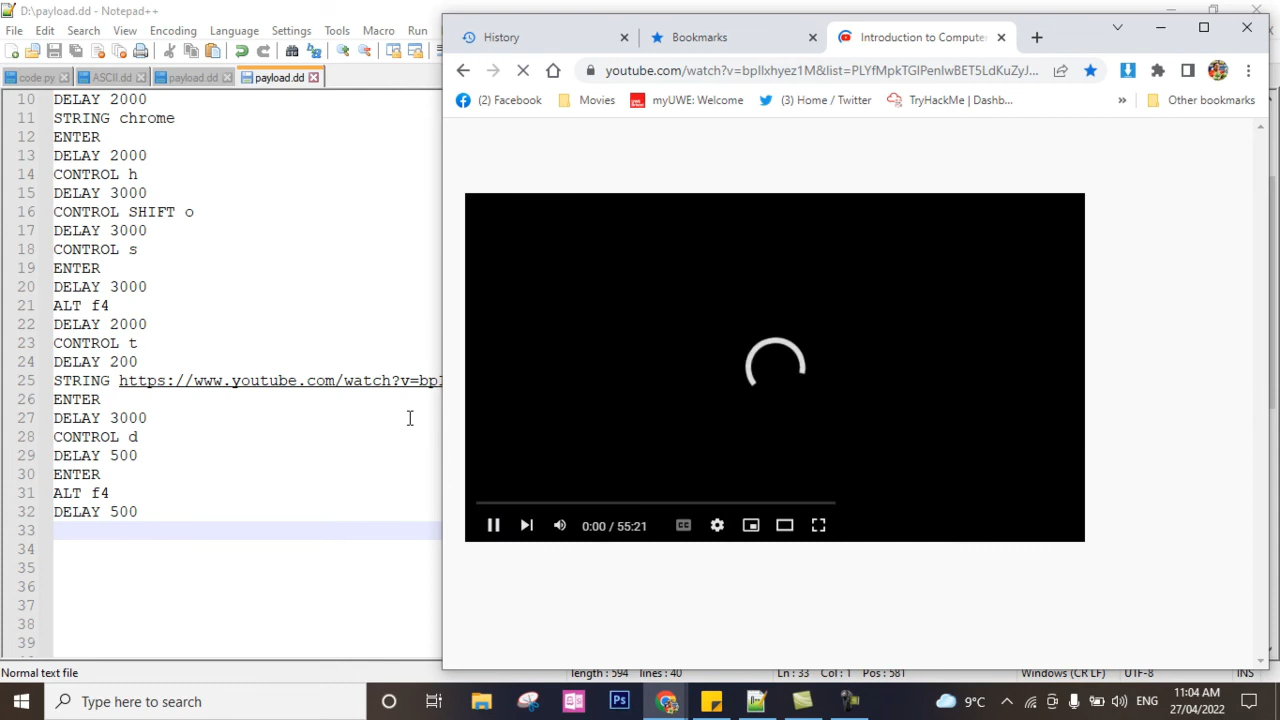 D:\payload.dd - Notepad++
File Edit Search View Encoding Language Settings Tools Macro Run
code.py ASCII.dd payload.dd payload.dd
10 DELAY 2000
11 STRING chrome
12 ENTER
13 DELAY 2000
14 CONTROL h
15 DELAY 3000
16 CONTROL SHIFT o
17 DELAY 3000
18 CONTROL s
19 ENTER
20 DELAY 3000
21 ALT f4
22 DELAY 2000
23 CONTROL t
24 DELAY 200
25 STRING https://www.youtube.com/watch?v=bpI
26 ENTER
27 DELAY 3000
28 CONTROL d
29 DELAY 500
30 ENTER
31 ALT f4
32 DELAY 500
33
34
35
36
37
38
39
History Bookmarks Introduction to Compute
(2) Facebook Movies myUWE: Welcome (3) Home / Twitter TryHackMe | Dashb... » Other bookmarks
0:00 / 55:21
CC
Normal text file length : 594 lines : 40 Ln : 33 Col : 1 Pos : 581 Windows (CR LF) UTF-8 INS
Type here to search
Ps
9°C ENG
11:04 AM
27/04/2022